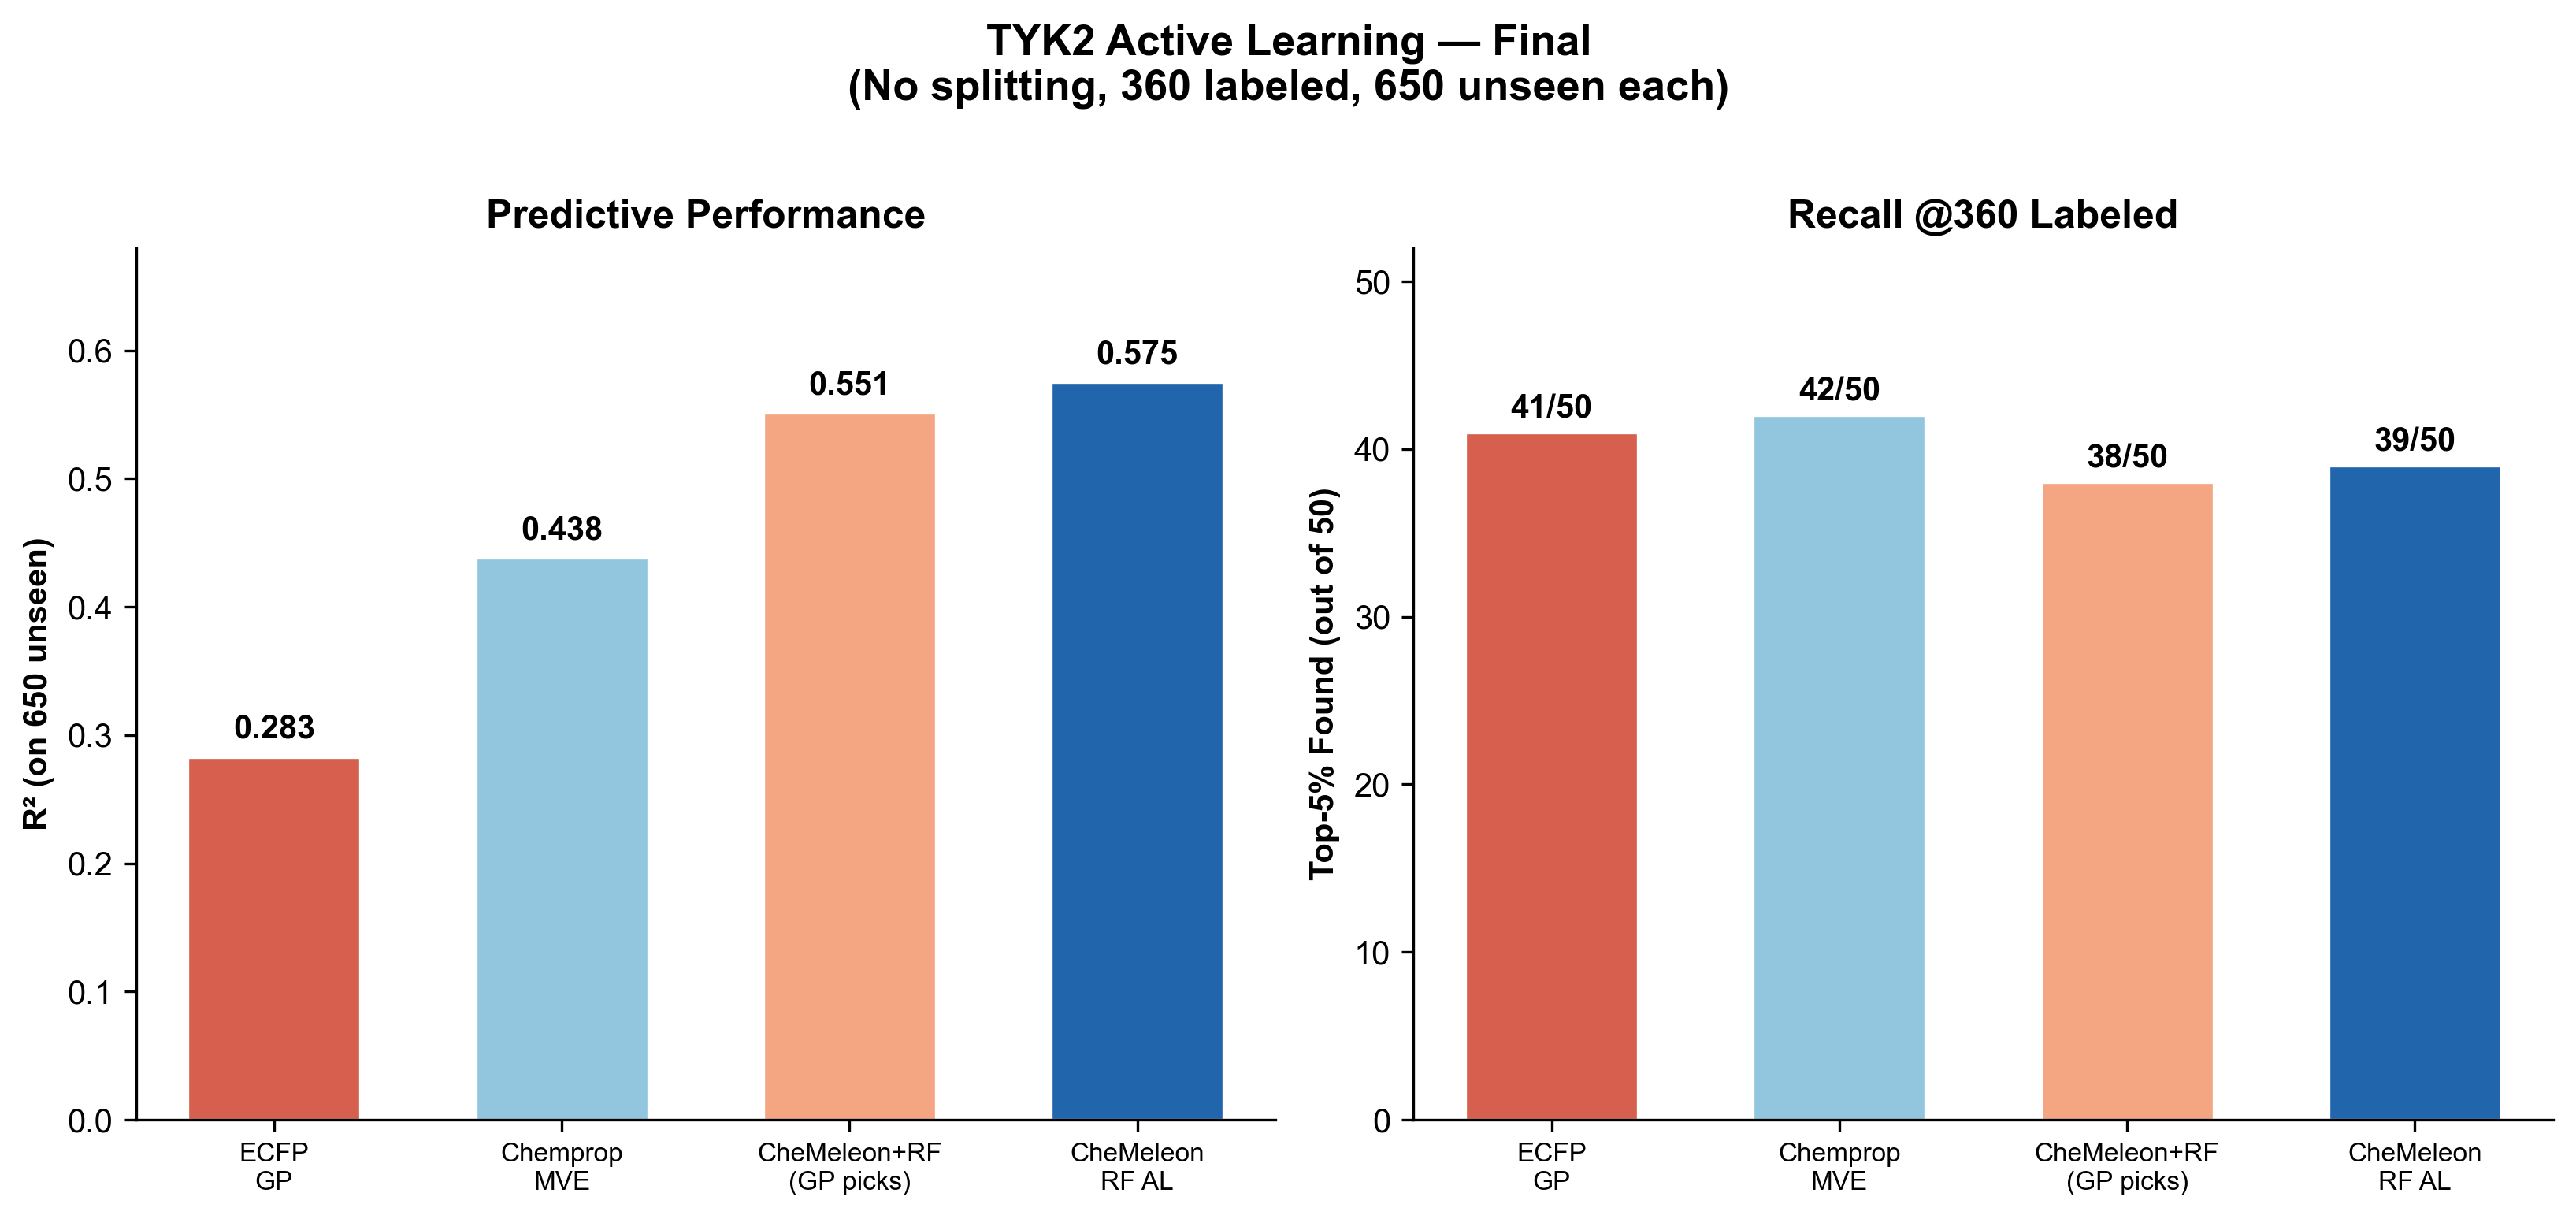 TYK2 Active Learning — Final
(No splitting, 360 labeled, 650 unseen each)
Predictive Performance
R² (on 650 unseen)
0.6
0.5
0.4
0.3
0.2
0.1
0.0
0.283
0.438
0.551
0.575
ECFP
GP
Chemprop
MVE
CheMeleon+RF
(GP picks)
CheMeleon
RF AL
Recall @360 Labeled
Top-5% Found (out of 50)
50
40
30
20
10
0
41/50
42/50
38/50
39/50
ECFP
GP
Chemprop
MVE
CheMeleon+RF
(GP picks)
CheMeleon
RF AL